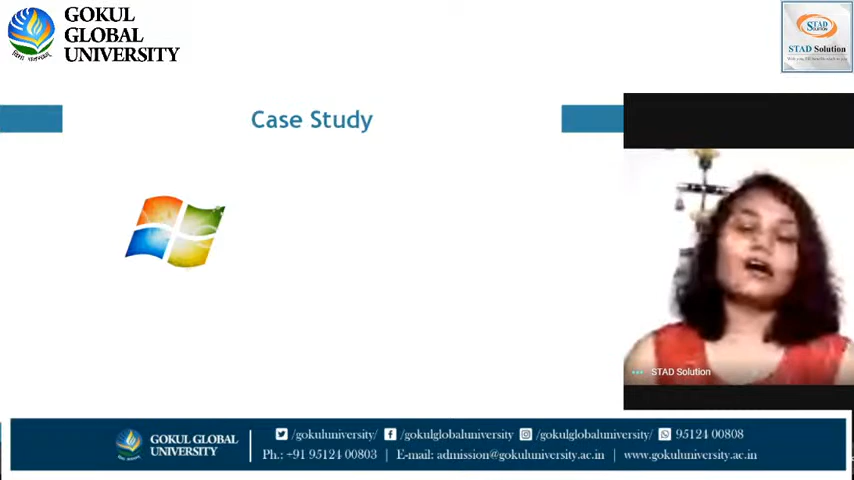 GOKUL
GLOBAL
UNIVERSITY
STAD
SOLUTION
STAD Solution
Case Study
STAD Solution
GOKUL GLOBAL
UNIVERSITY
/gokuluniversity/ | /gokulglobaluniversity | /gokulglobaluniversity/ | 95124 00808
Ph.: +91 95124 00803 | E-mail: admission@gokuluniversity.ac.in | www.gokuluniversity.ac.in